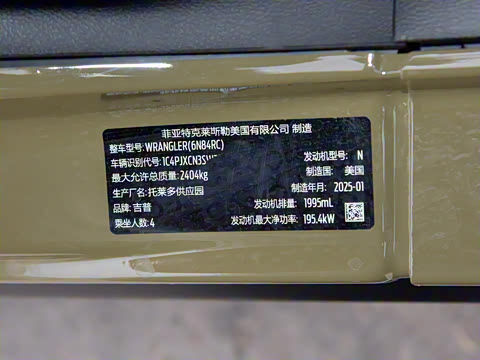 菲亚特克莱斯勒美国有限公司 制造
整车型号: WRANGLER(6N84RC) 发动机型号: N
车辆识别代号: 1C4PJXCN3S 制造国: 美国
最大允许总质量: 2404kg 制造年月: 2025-01
生产厂名: 托莱多供应园 发动机排量: 1995mL
品牌: 吉普 发动机最大净功率: 195.4kW
乘坐人数: 4